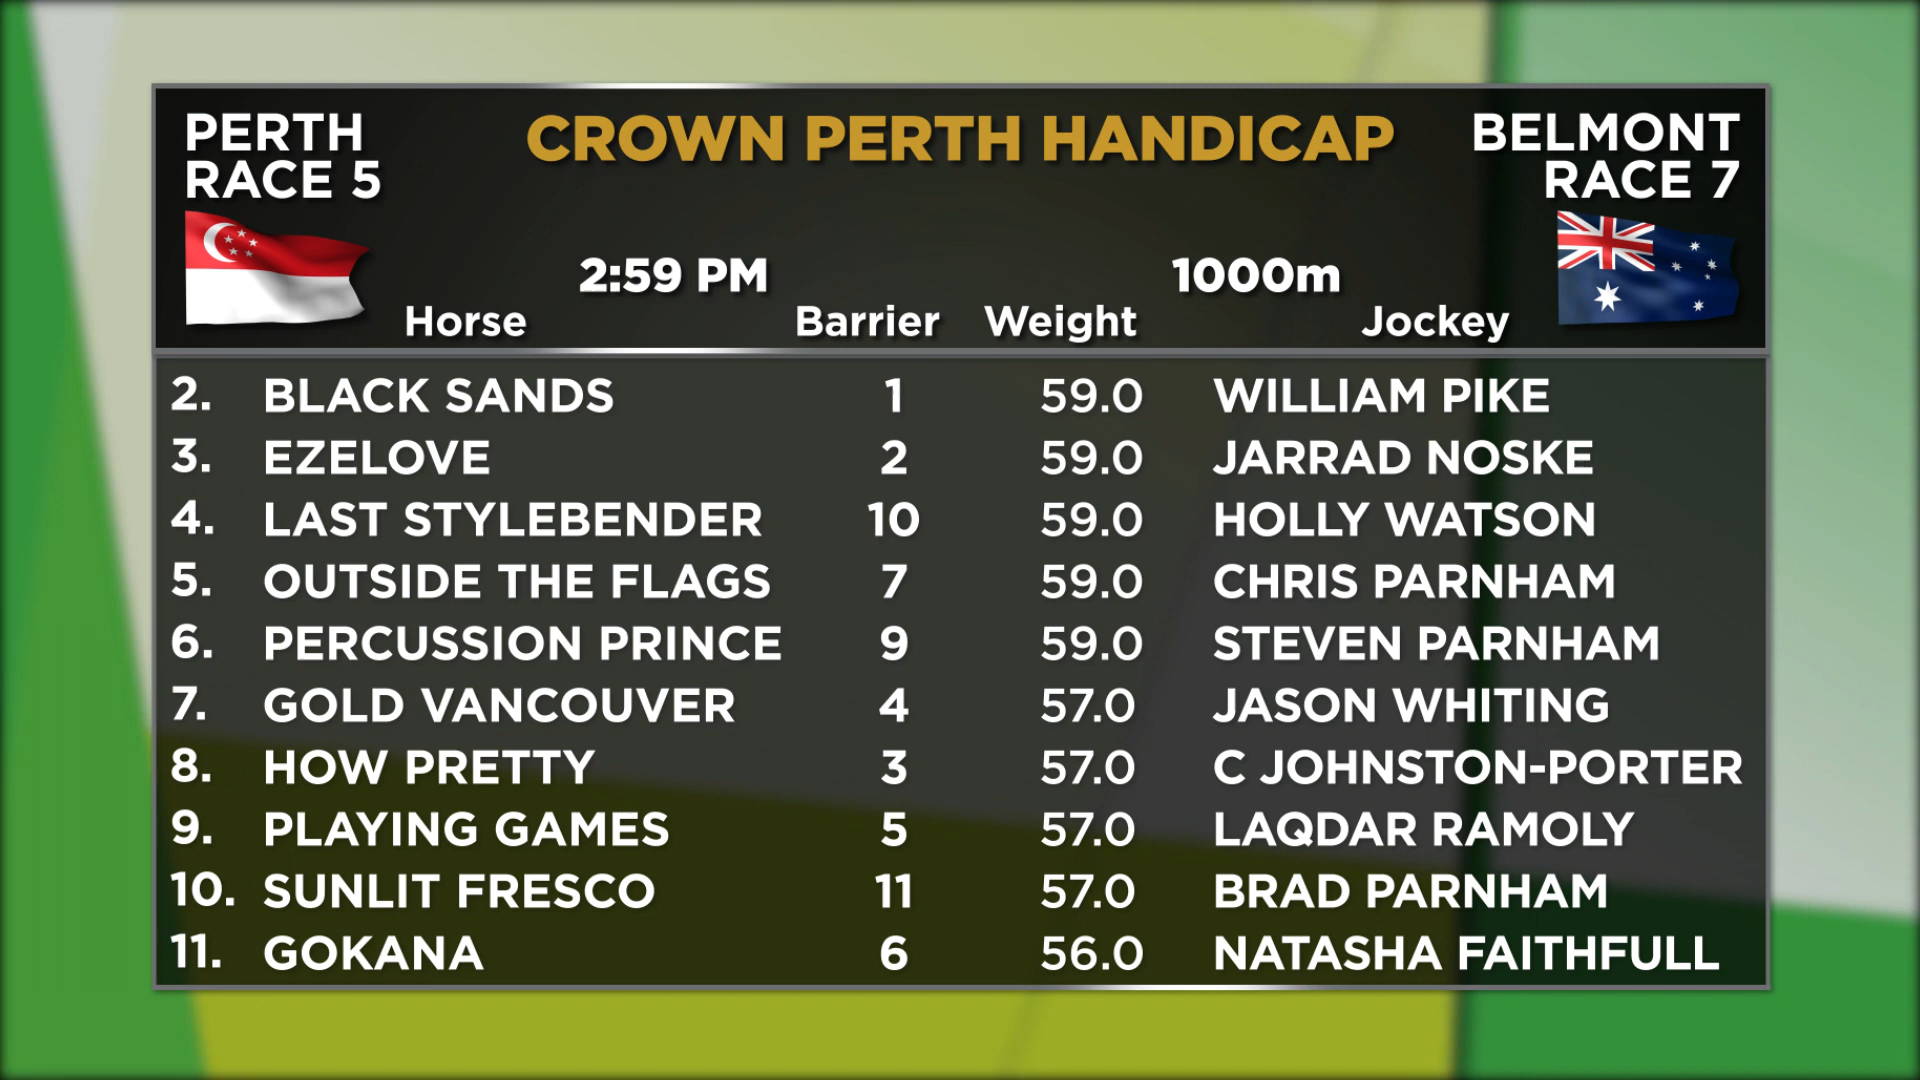 PERTH
RACE 5
CROWN PERTH HANDICAP
BELMONT
RACE 7
2:59 PM
1000m
Horse Barrier Weight Jockey
2. BLACK SANDS 1 59.0 WILLIAM PIKE
3. EZELOVE 2 59.0 JARRAD NOSKE
4. LAST STYLEBENDER 10 59.0 HOLLY WATSON
5. OUTSIDE THE FLAGS 7 59.0 CHRIS PARNHAM
6. PERCUSSION PRINCE 9 59.0 STEVEN PARNHAM
7. GOLD VANCOUVER 4 57.0 JASON WHITING
8. HOW PRETTY 3 57.0 C JOHNSTON-PORTER
9. PLAYING GAMES 5 57.0 LAQDAR RAMOLY
10. SUNLIT FRESCO 11 57.0 BRAD PARNHAM
11. GOKANA 6 56.0 NATASHA FAITHFULL